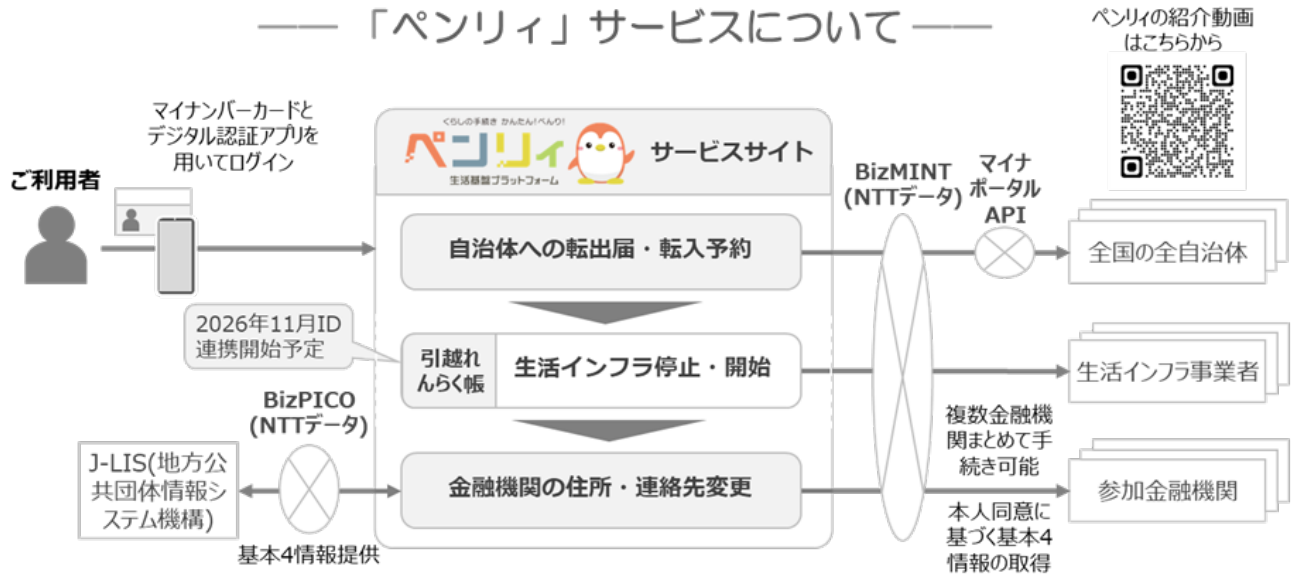 「ペンリィ」サービスについて
ペンリィの紹介動画
はこちらから
マイナンバーカードと
デジタル認証アプリを
用いてログイン
ご利用者
くらしの手続き かんたん!べんり!
ペンリィ
生活基盤プラットフォーム
サービスサイト
BizMINT
(NTTデータ)
マイナ
ポータル
API
自治体への転出届・転入予約
全国の全自治体
2026年11月ID
連携開始予定
引越れ
んらく帳
生活インフラ停止・開始
生活インフラ事業者
BizPICO
(NTTデータ)
複数金融機
関まとめて手
続き可能
J-LIS(地方公
共団体情報シ
ステム機構)
金融機関の住所・連絡先変更
参加金融機関
基本4情報提供
本人同意に
基づく基本4
情報の取得